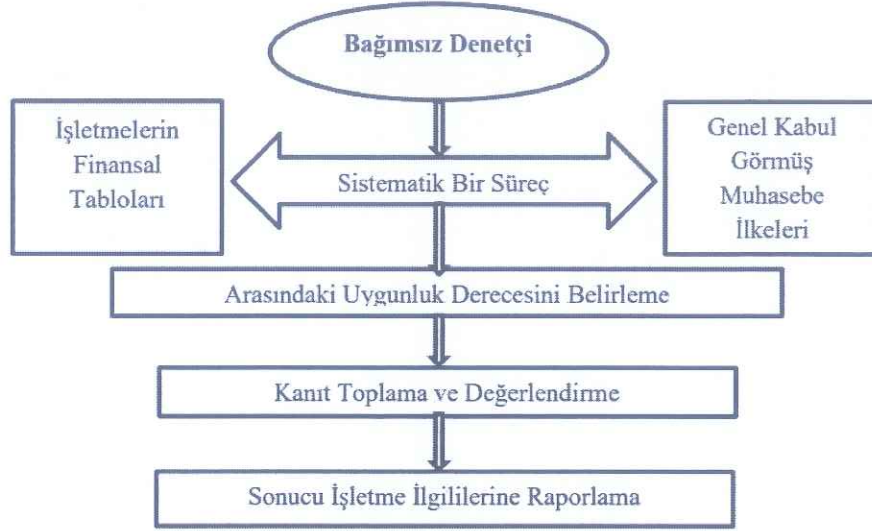 Bağımsız Denetçi
İşletmelerin
Finansal
Tabloları
Sistematik Bir Süreç
Genel Kabul
Görmüş
Muhasebe
İlkeleri
Arasındaki Uygunluk Derecesini Belirleme
Kanıt Toplama ve Değerlendirme
Sonucu İşletme İlgililerine Raporlama